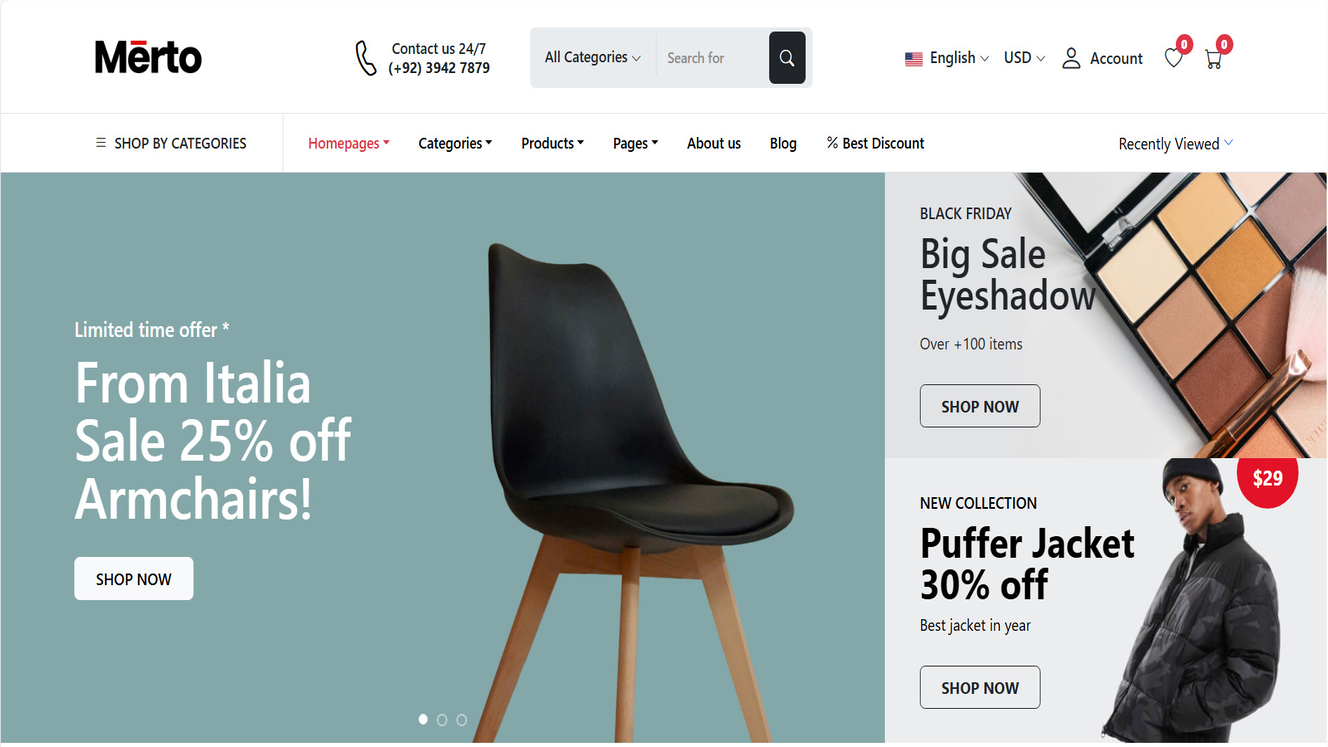 Mērto
Contact us 24/7
(+92) 3942 7879
All Categories
Search for
English
USD
Account
0
0
SHOP BY CATEGORIES
Homepages
Categories
Products
Pages
About us
Blog
% Best Discount
Recently Viewed
Limited time offer *
From Italia
Sale 25% off
Armchairs!
SHOP NOW
BLACK FRIDAY
Big Sale
Eyeshadow
Over +100 items
SHOP NOW
$29
NEW COLLECTION
Puffer Jacket
30% off
Best jacket in year
SHOP NOW